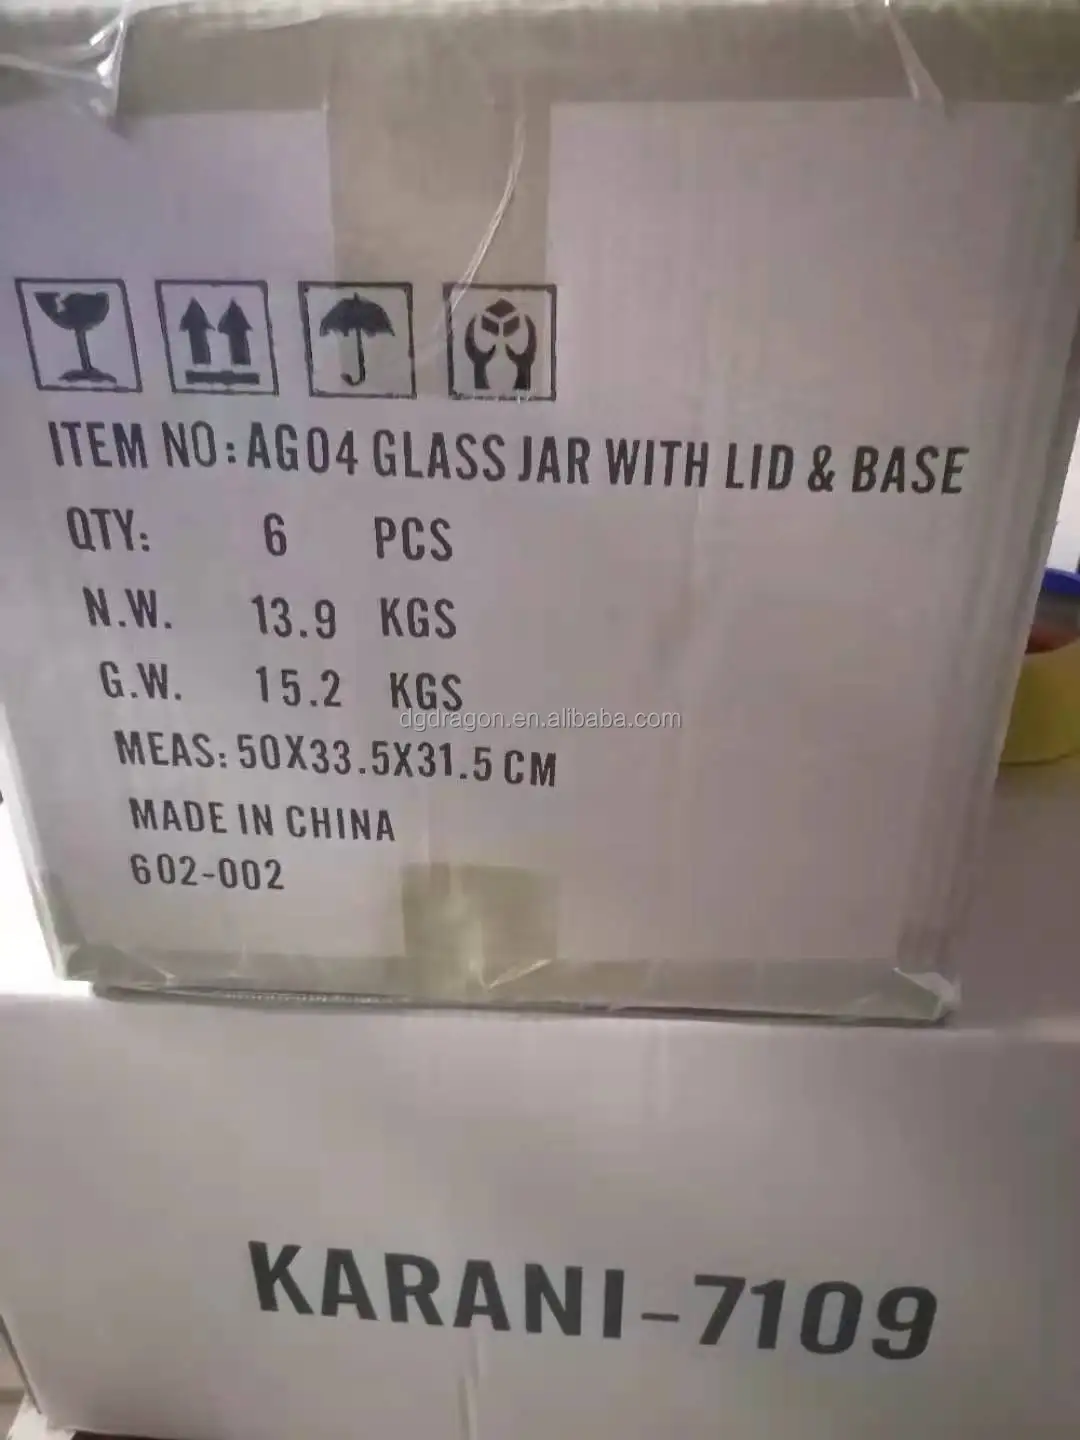 ITEM NO: AG04 GLASS JAR WITH LID & BASE
QTY: 6 PCS
N.W. 13.9 KGS
G.W. 15.2 KGS
dgdragon.en.alibaba.com
MEAS: 50X33.5X31.5 CM
MADE IN CHINA
602-002
KARANI-7109